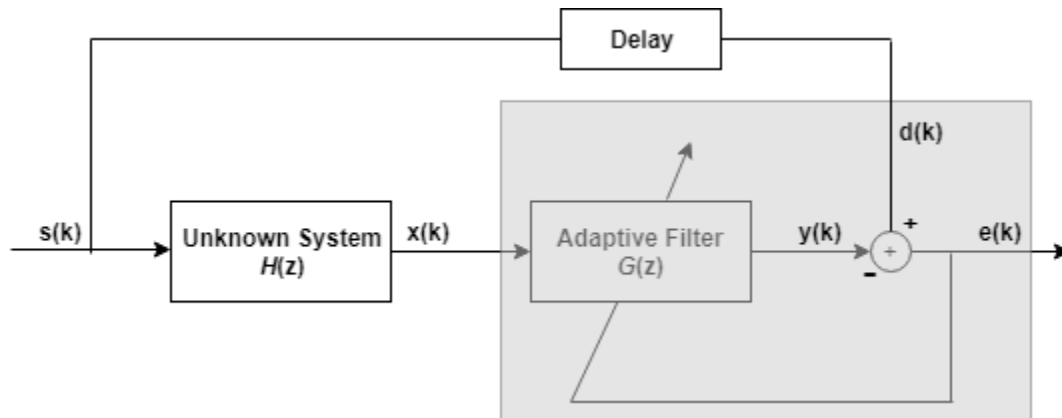 Delay
d(k)
s(k)
Unknown System
H(z)
x(k)
Adaptive Filter
G(z)
y(k)
+
-
+
e(k)